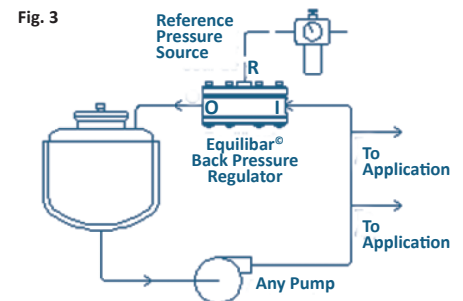 Fig. 3
Reference
Pressure
Source
R
O
I
Equilibar©
Back Pressure
Regulator
To
Application
To
Application
Any Pump